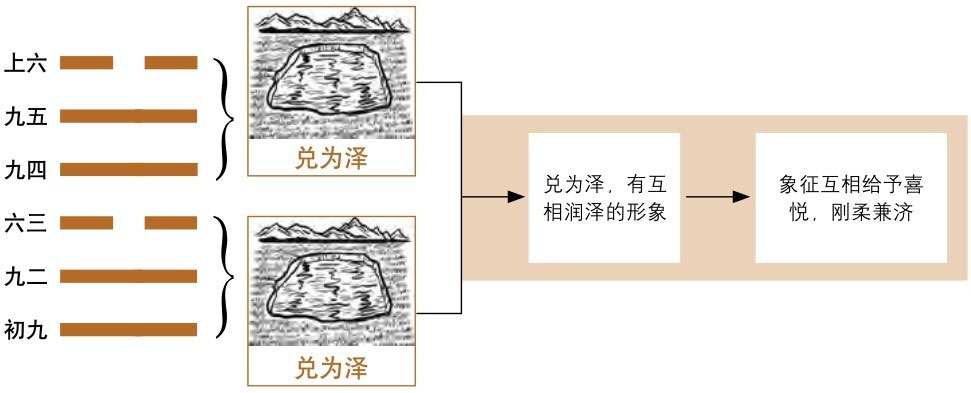 上六
九五
九四
六三
九二
初九
兑为泽
兑为泽
兑为泽，有互
相润泽的形象
象征互相给予喜
悦，刚柔兼济